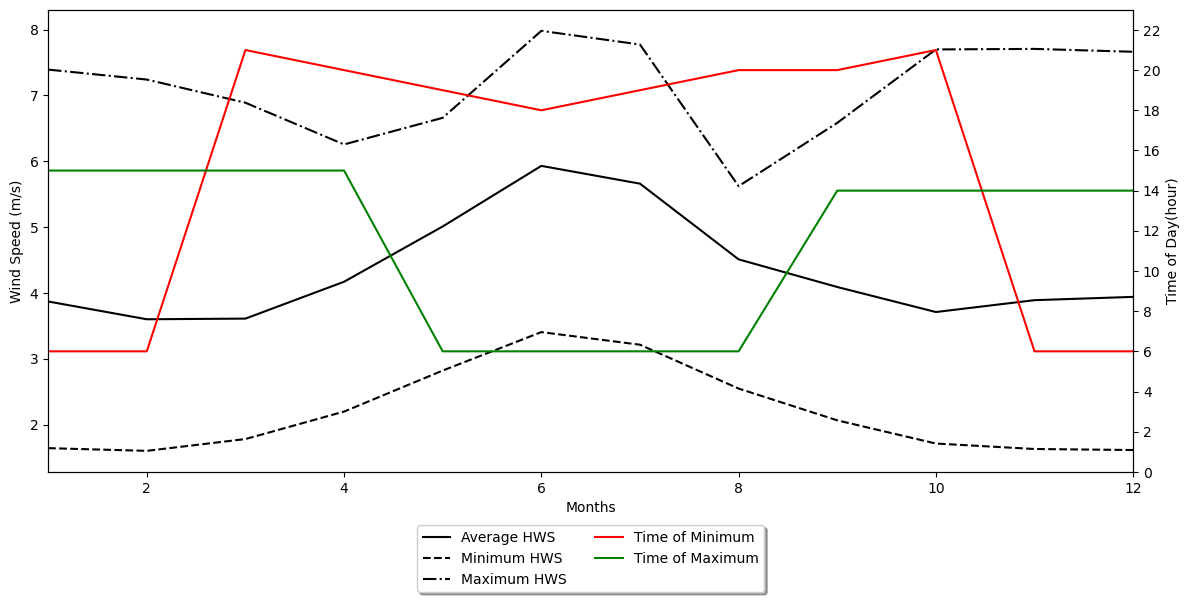 8
7
6
5
4
3
2
Wind Speed (m/s)
22
20
18
16
14
12
10
8
6
4
2
0
Time of Day(hour)
2 4 6 8 10 12
Months
Average HWS
Minimum HWS
Maximum HWS
Time of Minimum
Time of Maximum